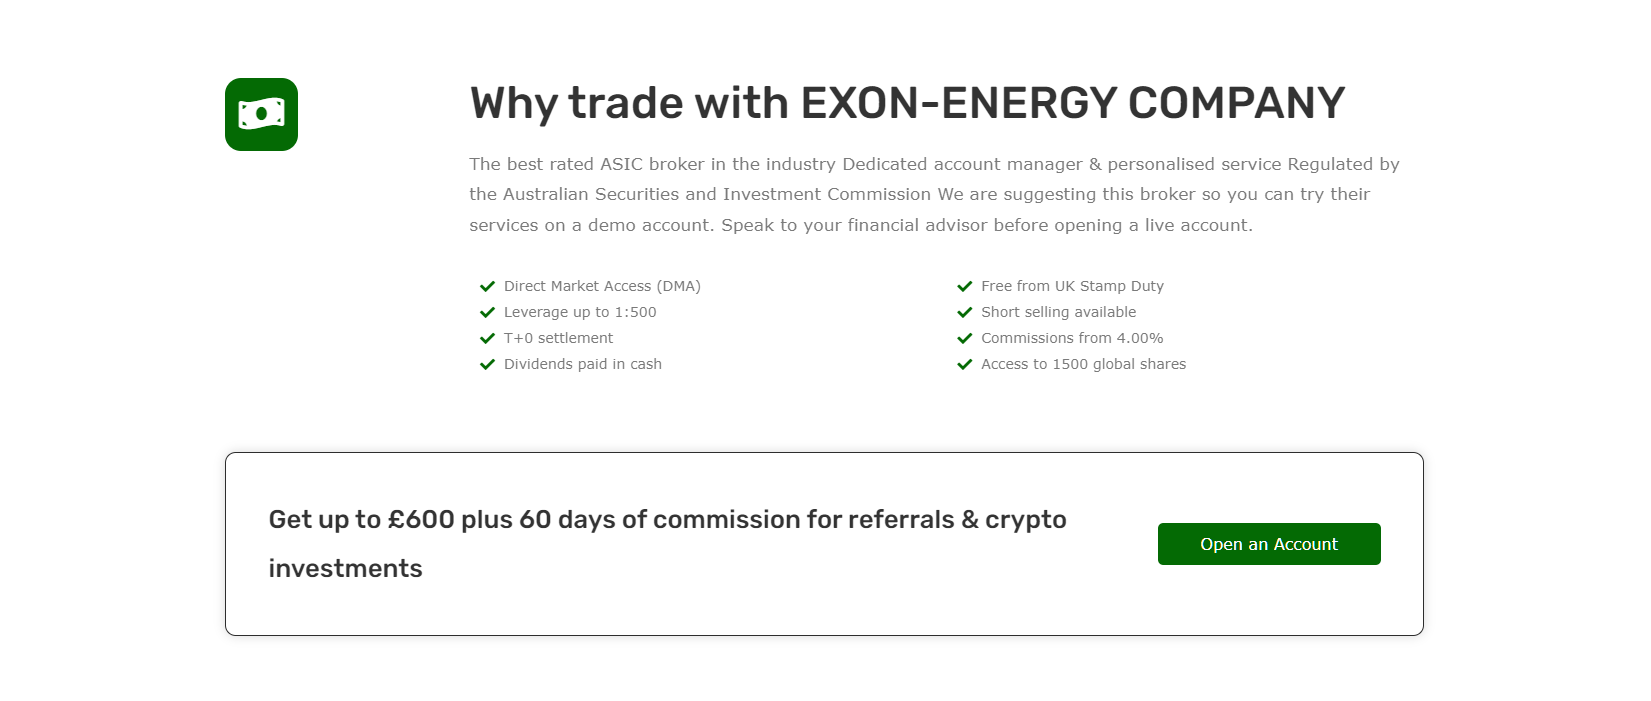 Why trade with EXON-ENERGY COMPANY
The best rated ASIC broker in the industry Dedicated account manager & personalised service Regulated by
the Australian Securities and Investment Commission We are suggesting this broker so you can try their
services on a demo account. Speak to your financial advisor before opening a live account.
Direct Market Access (DMA)
Leverage up to 1:500
T+0 settlement
Dividends paid in cash
Free from UK Stamp Duty
Short selling available
Commissions from 4.00%
Access to 1500 global shares
Get up to £600 plus 60 days of commission for referrals & crypto
investments
Open an Account